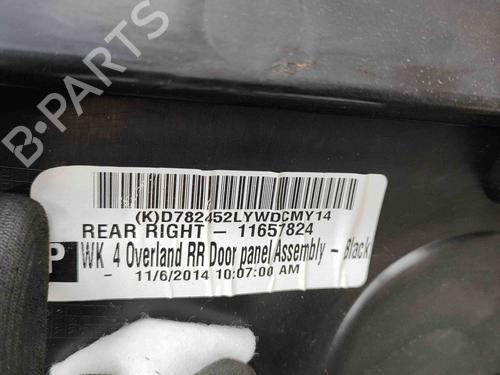 B-PARTS
(K)D782452LYWDCMY14
REAR RIGHT - 11657824
P WK 4 Overland RR Door panel Assembly - Black
- 11/6/2014 10:07:00 AM